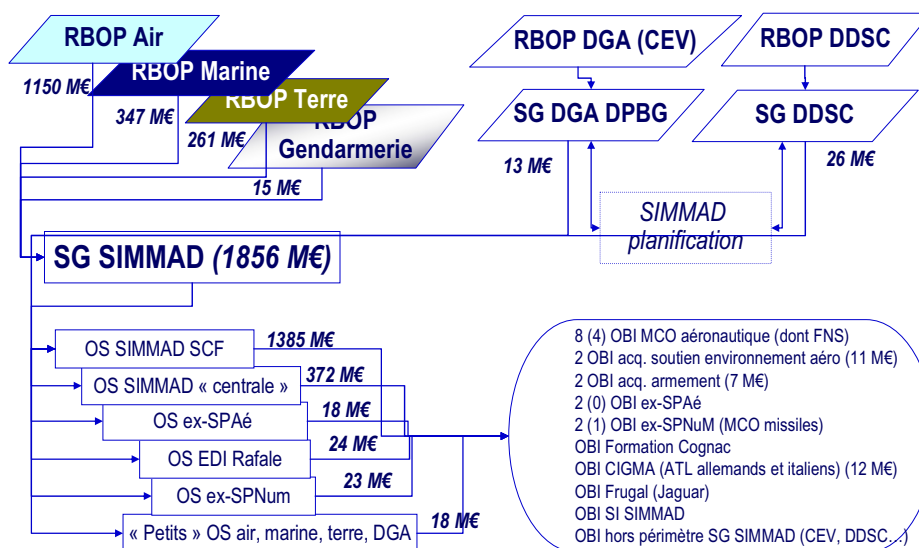 RBOP Air
1150 M€
RBOP Marine
347 M€
RBOP Terre
261 M€
RBOP
Gendarmerie
15 M€
RBOP DGA (CEV)
RBOP DDSC
SG DGA DPBG
SG DDSC
13 M€
26 M€
SIMMAD
planification
SG SIMMAD (1856 M€)
OS SIMMAD SCF
1385 M€
OS SIMMAD « centrale »
372 M€
OS ex-SPAé
18 M€
OS EDI Rafale
24 M€
OS ex-SPNum
23 M€
« Petits » OS air, marine, terre, DGA
18 M€
8 (4) OBI MCO aéronautique (dont FNS)
2 OBI acq. soutien environnement aéro (11 M€)
2 OBI acq. armement (7 M€)
2 (0) OBI ex-SPAé
2 (1) OBI ex-SPNuM (MCO missiles)
OBI Formation Cognac
OBI CIGMA (ATL allemands et italiens) (12 M€)
OBI Frugal (Jaguar)
OBI SI SIMMAD
OBI hors périmètre SG SIMMAD (CEV, DDSC…)